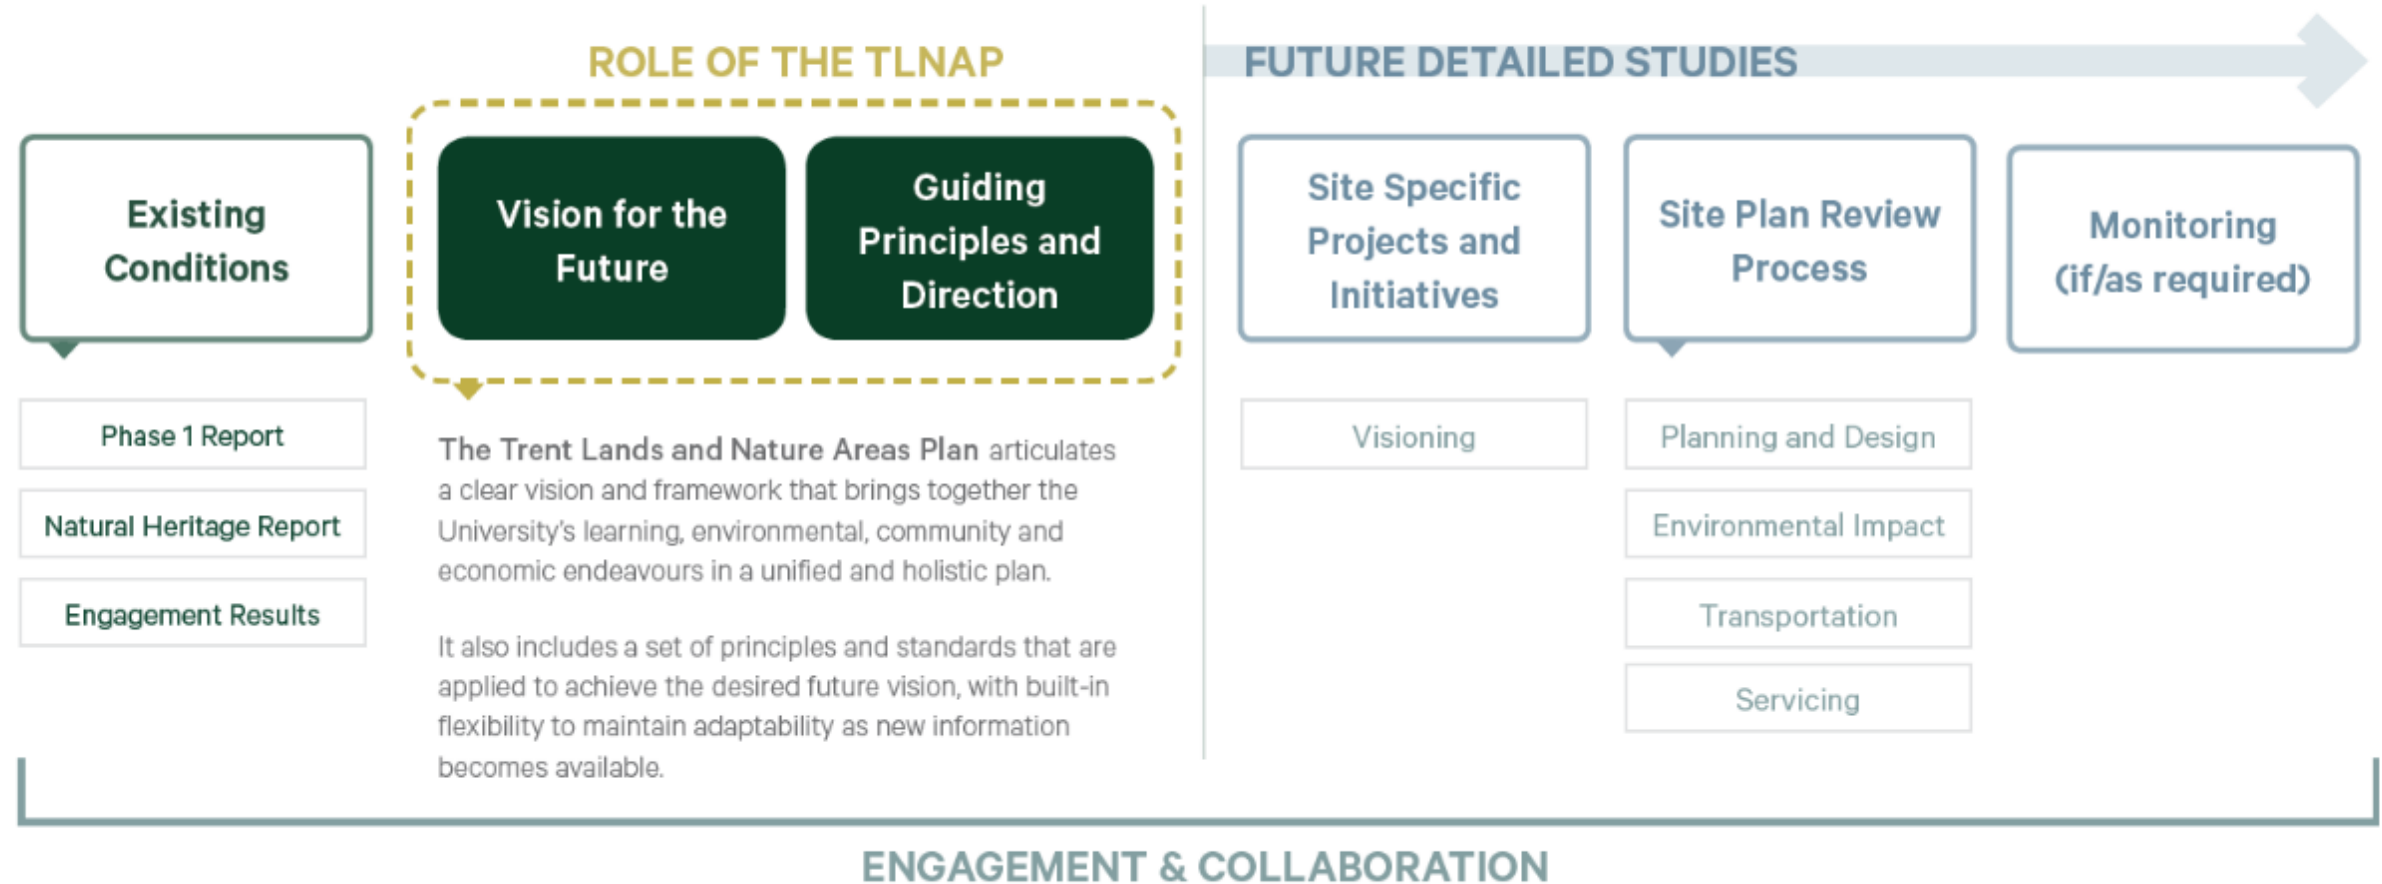 ROLE OF THE TLNAP
FUTURE DETAILED STUDIES
Existing
Conditions
Vision for the
Future
Guiding
Principles and
Direction
Site Specific
Projects and
Initiatives
Site Plan Review
Process
Monitoring
(if/as required)
Phase 1 Report
Natural Heritage Report
Engagement Results
The Trent Lands and Nature Areas Plan articulates
a clear vision and framework that brings together the
University's learning, environmental, community and
economic endeavours in a unified and holistic plan.
It also includes a set of principles and standards that are
applied to achieve the desired future vision, with built-in
flexibility to maintain adaptability as new information
becomes available.
Visioning
Planning and Design
Environmental Impact
Transportation
Servicing
ENGAGEMENT & COLLABORATION